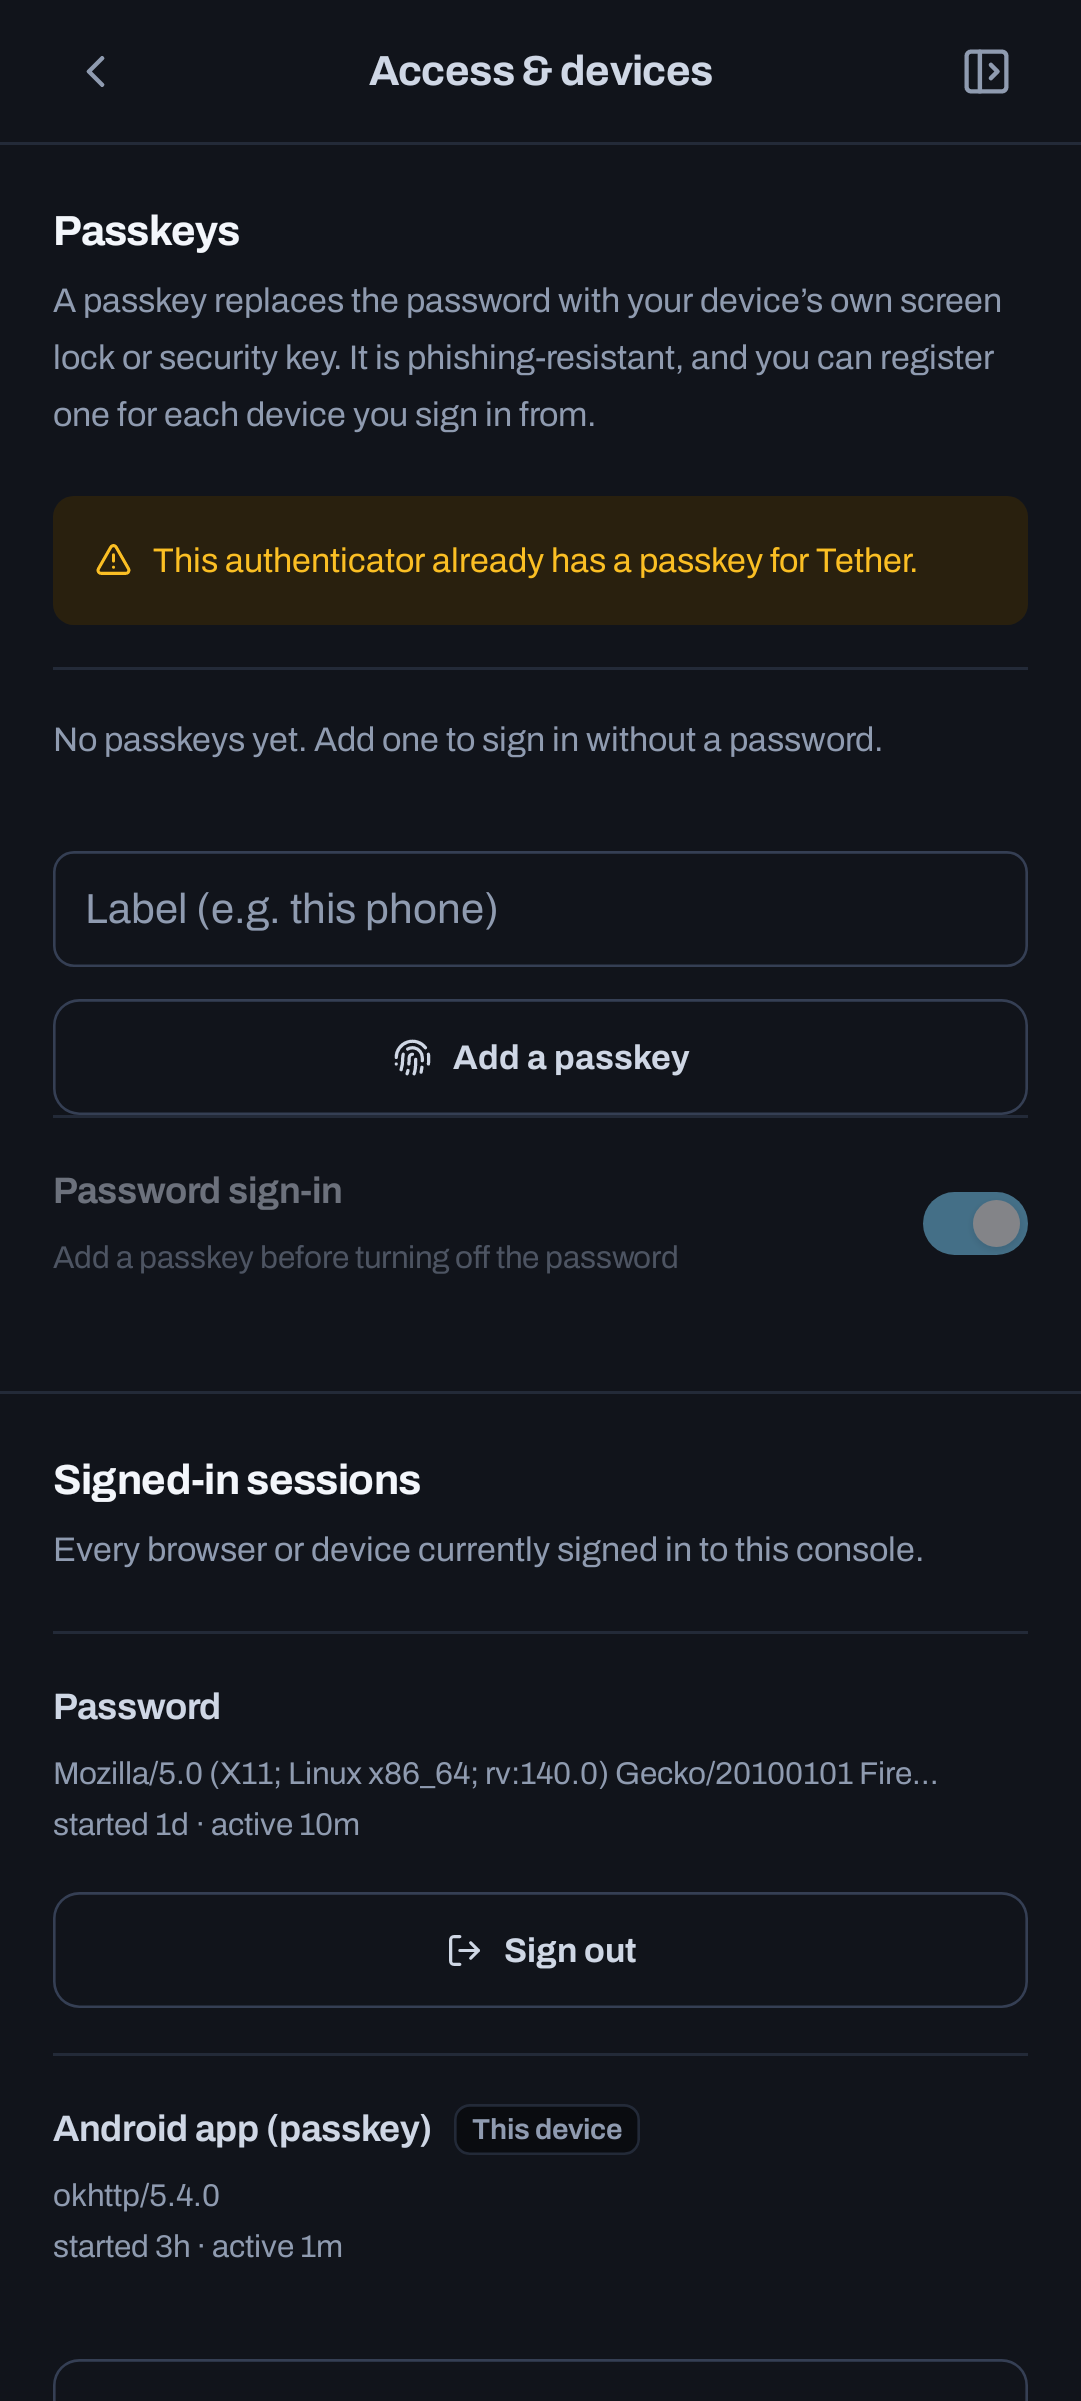 Access & devices
Passkeys
A passkey replaces the password with your device’s own screen
lock or security key. It is phishing-resistant, and you can register
one for each device you sign in from.
This authenticator already has a passkey for Tether.
No passkeys yet. Add one to sign in without a password.
Label (e.g. this phone)
Add a passkey
Password sign-in
Add a passkey before turning off the password
Signed-in sessions
Every browser or device currently signed in to this console.
Password
Mozilla/5.0 (X11; Linux x86_64; rv:140.0) Gecko/20100101 Fire…
started 1d · active 10m
Sign out
Android app (passkey) This device
okhttp/5.4.0
started 3h · active 1m